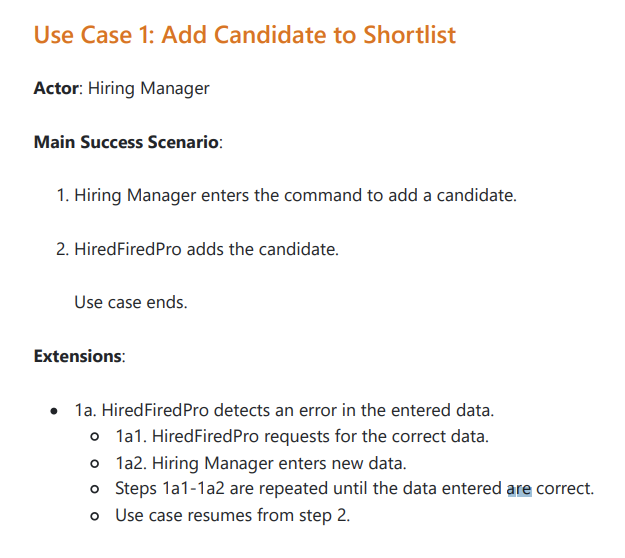 Use Case 1: Add Candidate to Shortlist
Actor: Hiring Manager
Main Success Scenario:
1. Hiring Manager enters the command to add a candidate.
2. HiredFiredPro adds the candidate.
Use case ends.
Extensions:
• 1a. HiredFiredPro detects an error in the entered data.
○ 1a1. HiredFiredPro requests for the correct data.
○ 1a2. Hiring Manager enters new data.
○ Steps 1a1-1a2 are repeated until the data entered are correct.
○ Use case resumes from step 2.